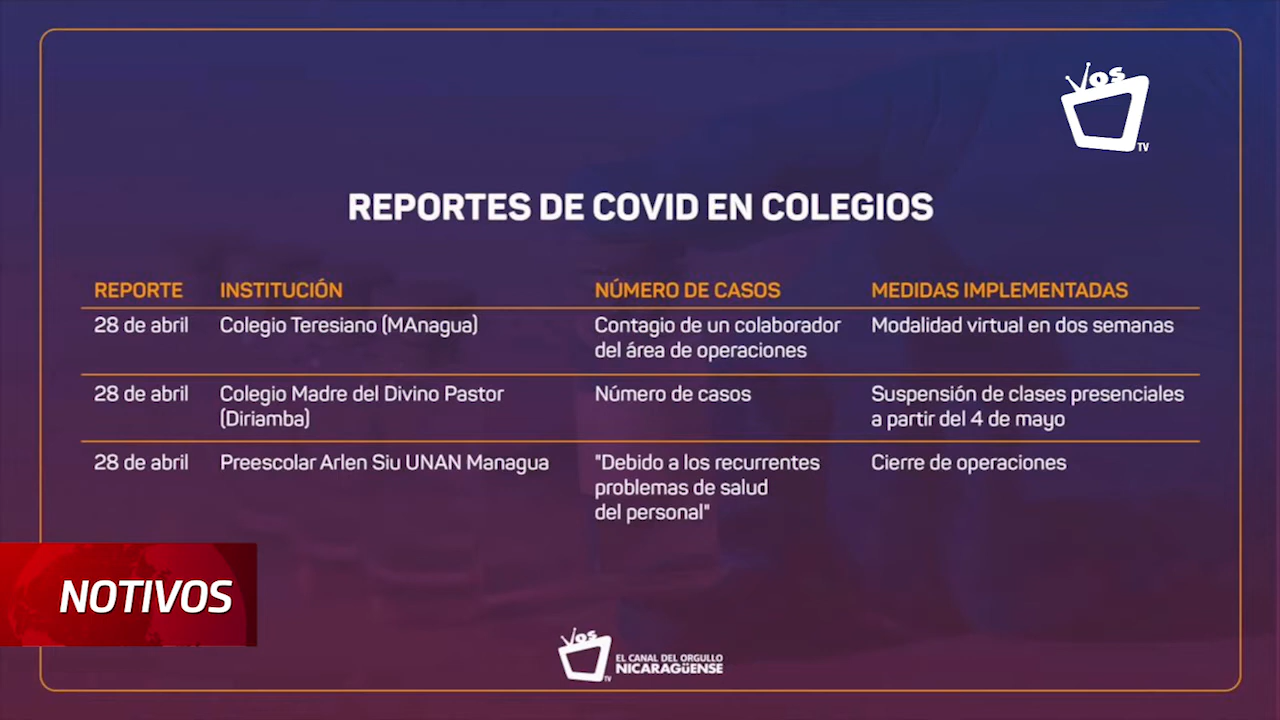 VOS
TV
REPORTES DE COVID EN COLEGIOS
REPORTE INSTITUCIÓN NÚMERO DE CASOS MEDIDAS IMPLEMENTADAS
28 de abril Colegio Teresiano (MAnagua) Contagio de un colaborador Modalidad virtual en dos semanas
del área de operaciones
28 de abril Colegio Madre del Divino Pastor Número de casos Suspensión de clases presenciales
(Diriamba) a partir del 4 de mayo
28 de abril Preescolar Arlen Siu UNAN Managua "Debido a los recurrentes Cierre de operaciones
problemas de salud
del personal"
NOTIVOS
VOS
TV
EL CANAL DEL ORGULLO
NICARAGÜENSE